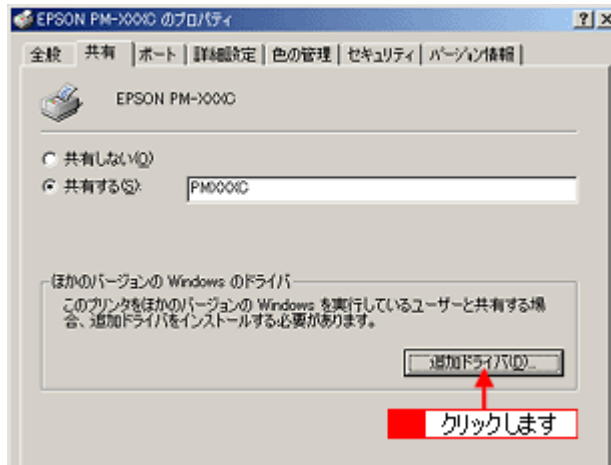 EPSON PM-XXXC のプロパティ
全般 共有 ポート 詳細設定 色の管理 セキュリティ バージョン情報
EPSON PM-XXXC
共有しない(O)
共有する(S): PMXXXC
ほかのバージョンの Windows のドライバ
このプリンタをほかのバージョンの Windows を実行しているユーザーと共有する場
合、追加ドライバをインストールする必要があります。
追加ドライバ(D)...
クリックします